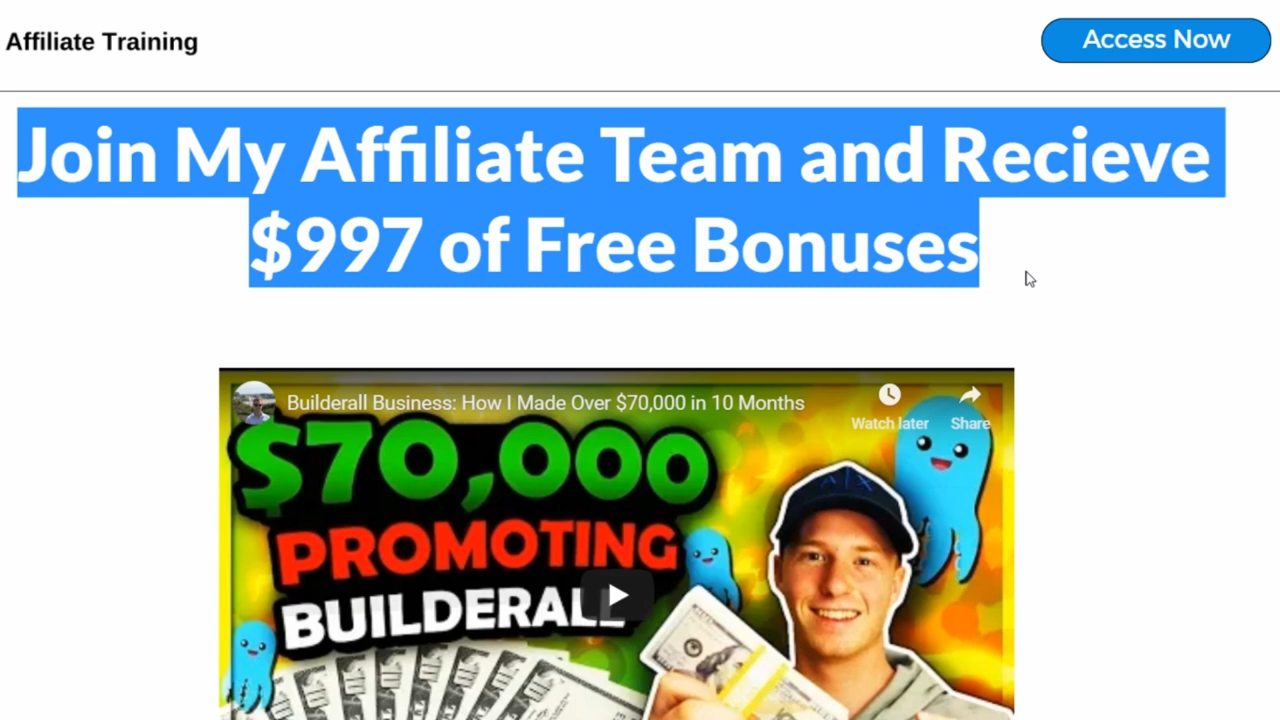 Affiliate Training
Access Now
Join My Affiliate Team and Recieve
$997 of Free Bonuses
Builderall Business: How I Made Over $70,000 in 10 Months
Watch later
Share
$70,000
PROMOTING
BUILDERALL